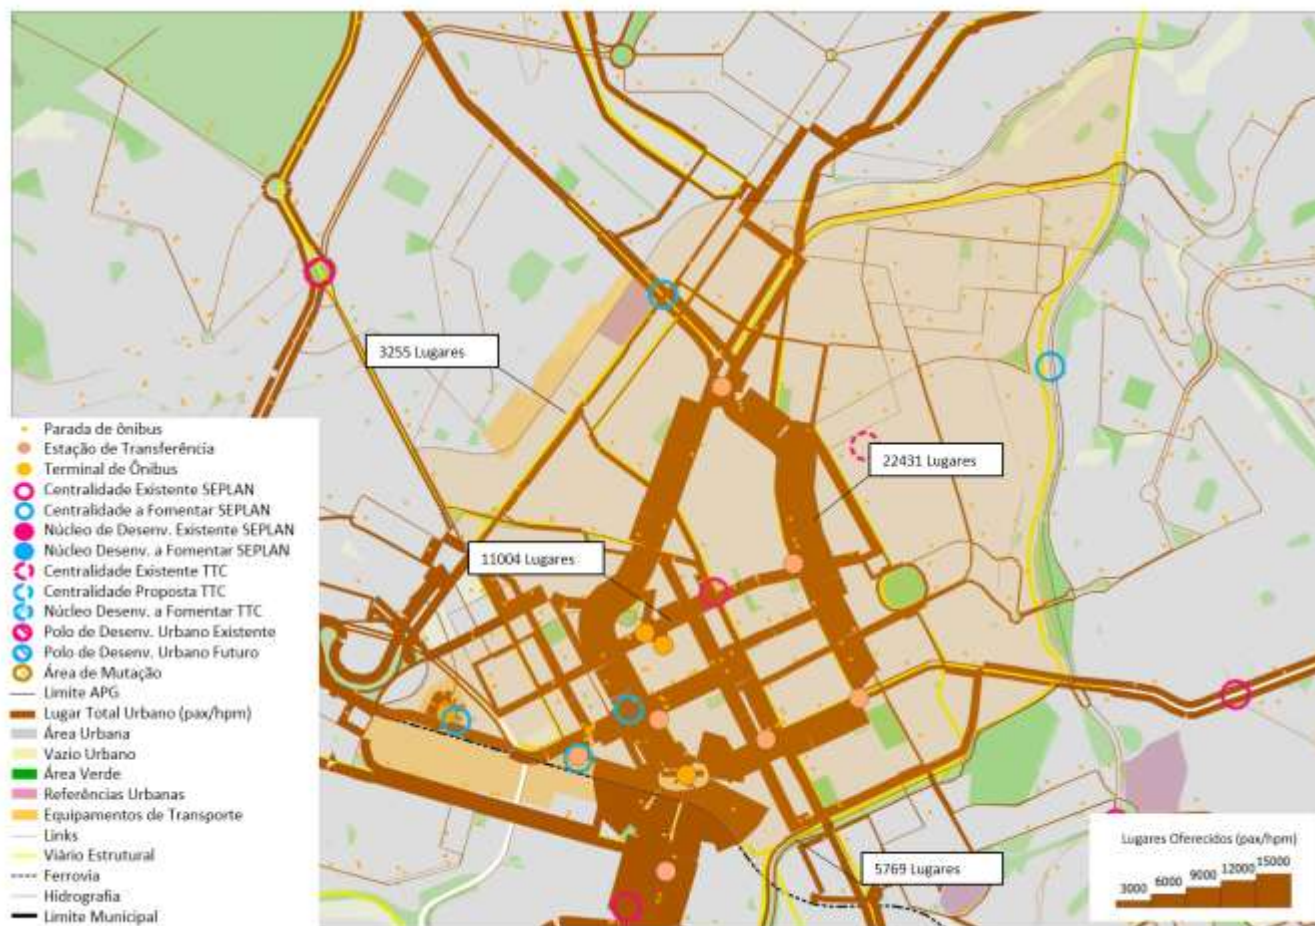 3255 Lugares
22431 Lugares
11004 Lugares
5769 Lugares
Parada de ônibus
Estação de Transferência
Terminal de Ônibus
Centralidade Existente SEPLAN
Centralidade a Fomentar SEPLAN
Núcleo de Desenv. Existente SEPLAN
Núcleo Desenv. a Fomentar SEPLAN
Centralidade Existente TTC
Centralidade Proposta TTC
Núcleo Desenv. a Fomentar TTC
Polo de Desenv. Urbano Existente
Polo de Desenv. Urbano Futuro
Área de Mutação
Limite APG
Lugar Total Urbano (pax/hpm)
Área Urbana
Vazio Urbano
Área Verde
Referências Urbanas
Equipamentos de Transporte
Links
Viário Estrutural
Ferrovia
Hidrografia
Limite Municipal
Lugares Oferecidos (pax/hpm)
3000 6000 9000 12000 15000